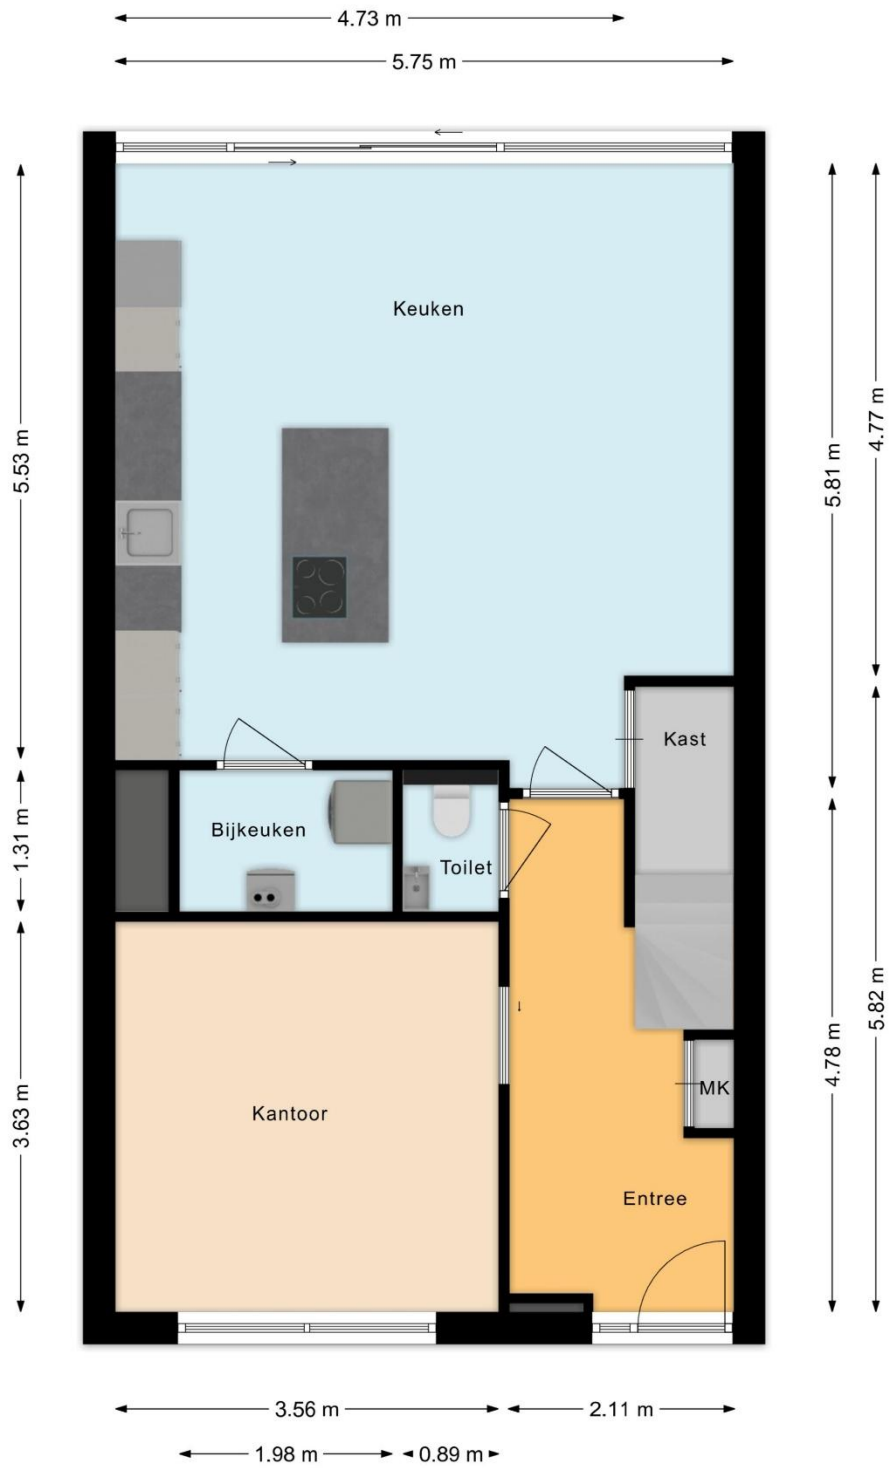 4.73 m
5.75 m
Keuken
5.53 m
5.81 m
4.77 m
Kast
Bijkeuken
1.31 m
Toilet
5.82 m
4.78 m
MK
Kantoor
3.63 m
Entree
3.56 m
2.11 m
1.98 m
0.89 m